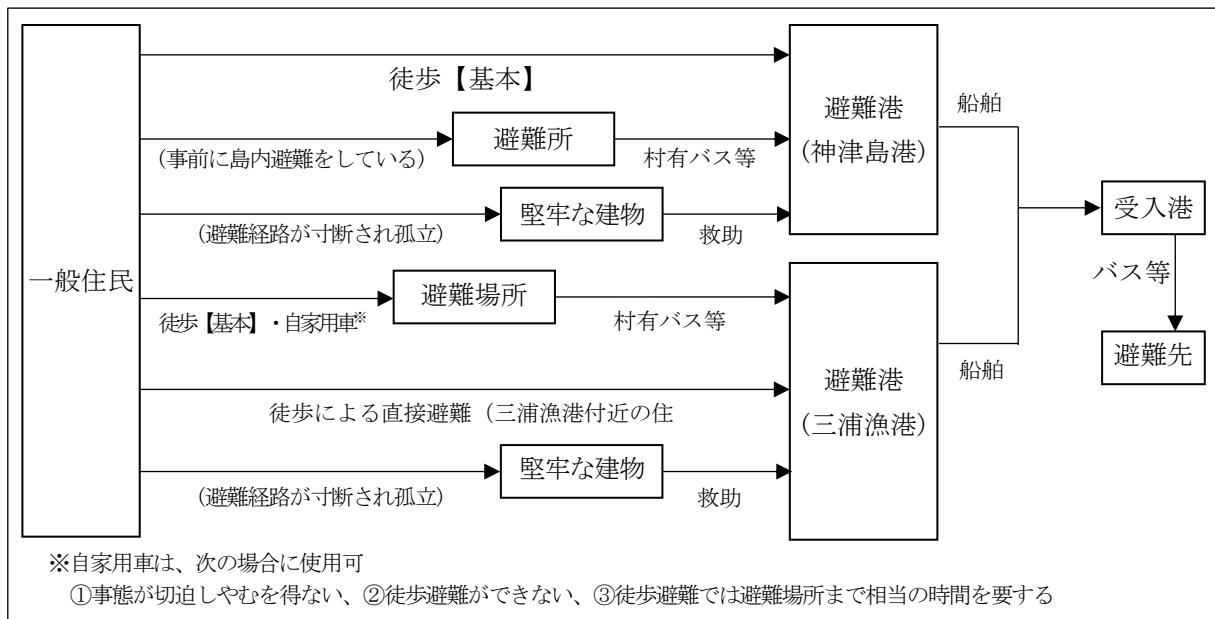 一般住民
徒歩【基本】
避難所
(事前に島内避難をしている)
村有バス等
堅牢な建物
(避難経路が寸断され孤立)
救助
避難港
(神津島港)
船舶
避難場所
徒歩【基本】・自家用車※
村有バス等
徒歩による直接避難(三浦漁港付近の住
堅牢な建物
(避難経路が寸断され孤立)
救助
避難港
(三浦漁港)
船舶
受入港
バス等
避難先
※自家用車は、次の場合に使用可
①事態が切迫しやむを得ない、②徒歩避難ができない、③徒歩避難では避難場所まで相当の時間を要する